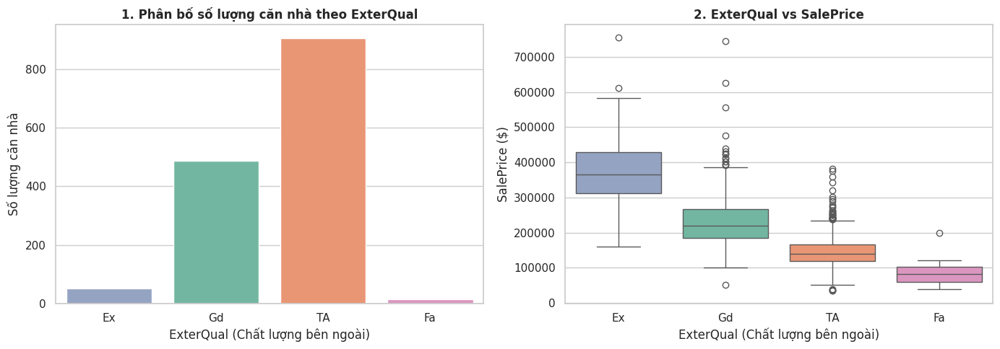 1. Phân bố số lượng căn nhà theo ExterQual
Số lượng căn nhà
800
600
400
200
0
Ex Gd TA Fa
ExterQual (Chất lượng bên ngoài)
2. ExterQual vs SalePrice
SalePrice ($)
700000
600000
500000
400000
300000
200000
100000
0
Ex Gd TA Fa
ExterQual (Chất lượng bên ngoài)